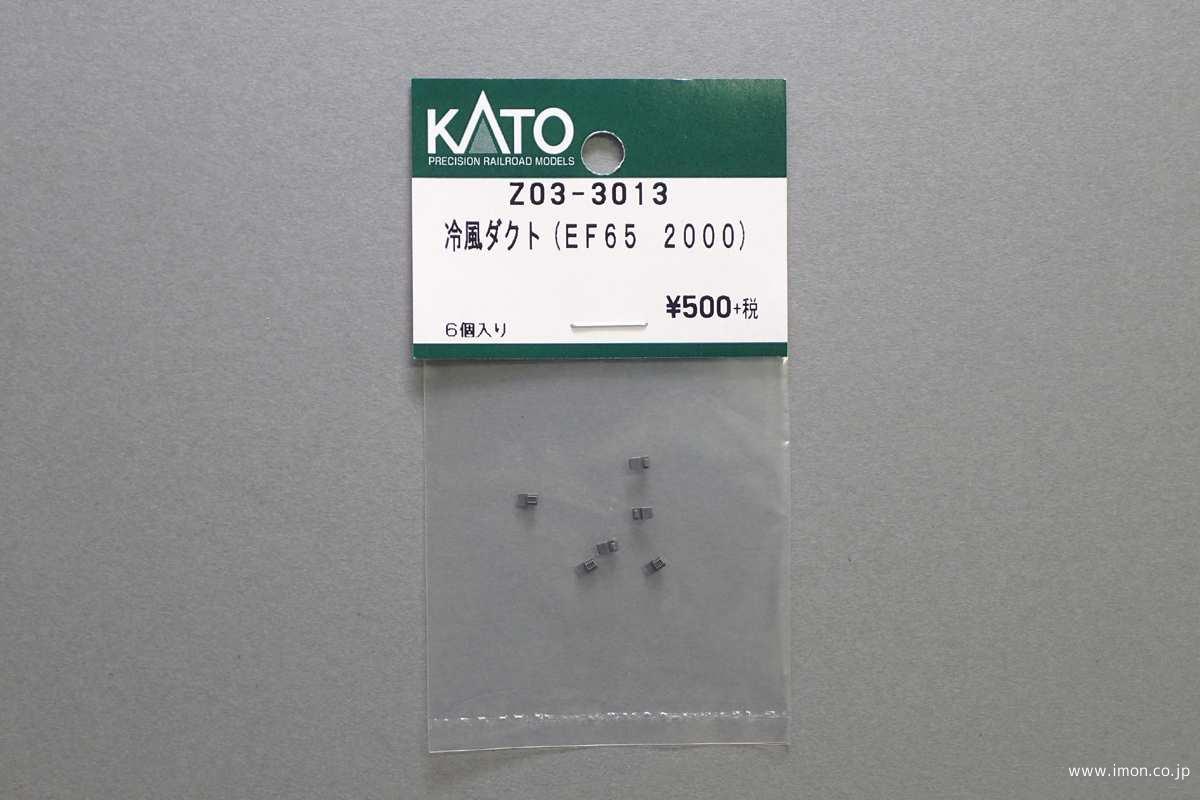 KATO
PRECISION RAILROAD MODELS
Z03-3013
冷風ダクト(EF65 2000)
¥500+税
6個入り
www.imon.co.jp